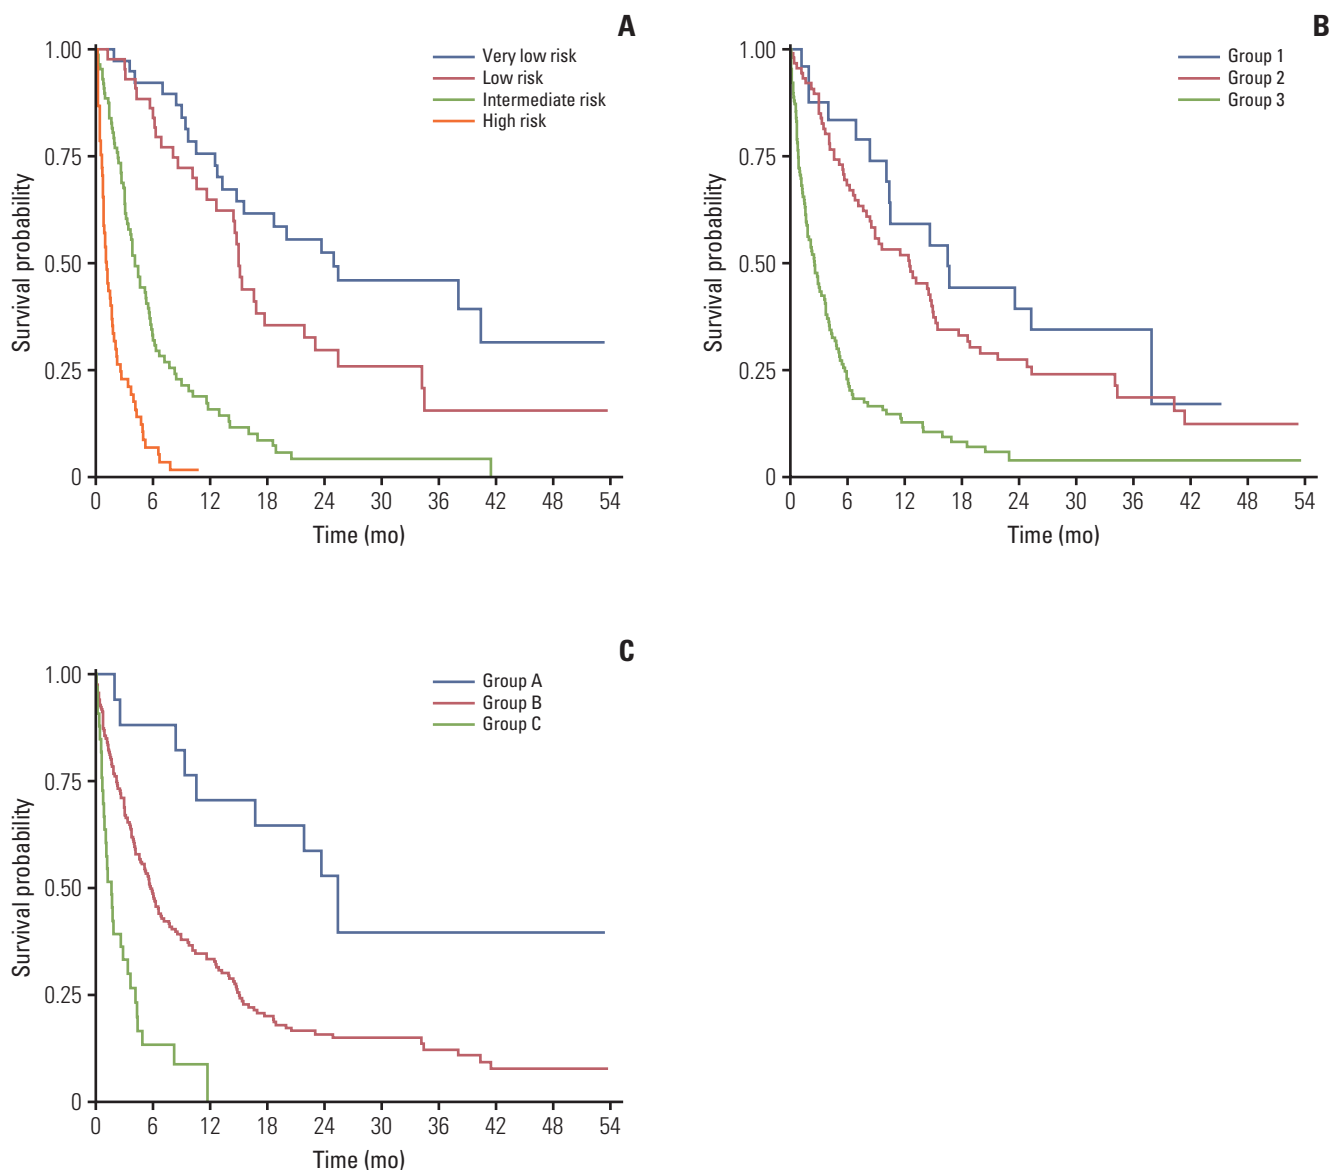 A
1.00
0.75
0.50
0.25
0
Survival probability
Very low risk
Low risk
Intermediate risk
High risk
0 6 12 18 24 30 36 42 48 54
Time (mo)
B
1.00
0.75
0.50
0.25
0
Survival probability
Group 1
Group 2
Group 3
0 6 12 18 24 30 36 42 48 54
Time (mo)
C
1.00
0.75
0.50
0.25
0
Survival probability
Group A
Group B
Group C
0 6 12 18 24 30 36 42 48 54
Time (mo)